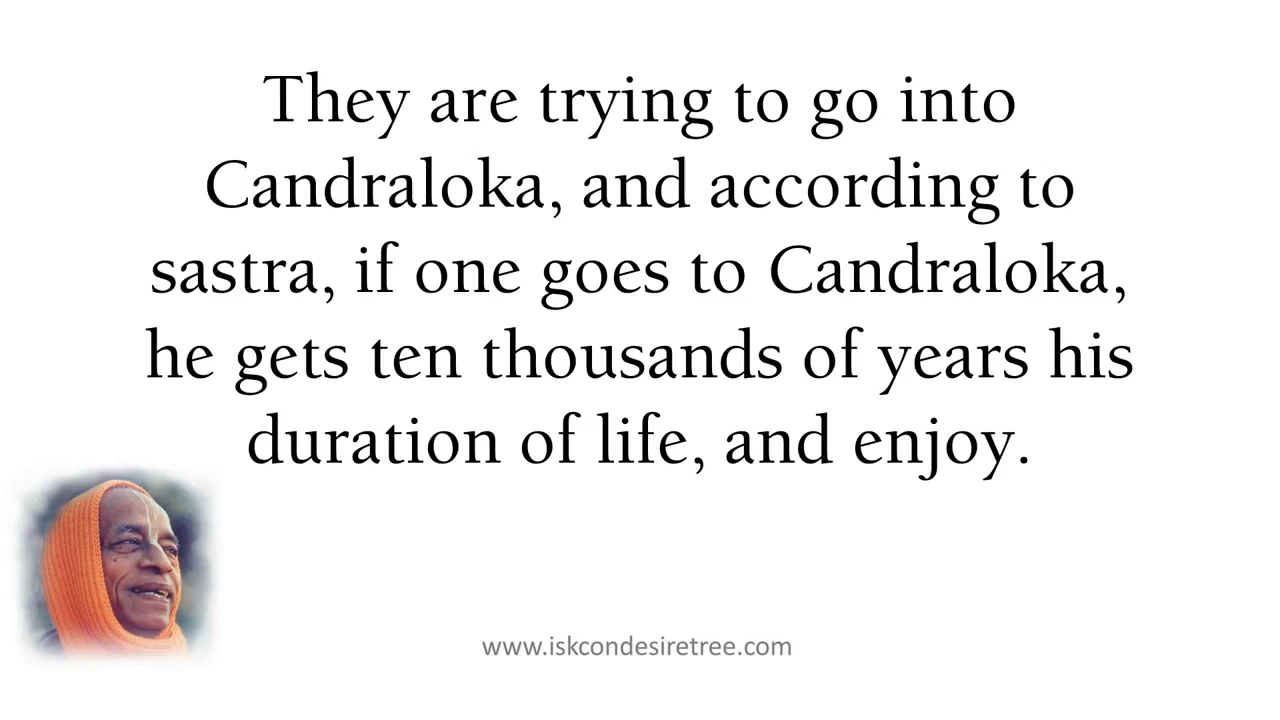 They are trying to go into
Candraloka, and according to
sastra, if one goes to Candraloka,
he gets ten thousands of years his
duration of life, and enjoy.
www.iskcondesiretree.com